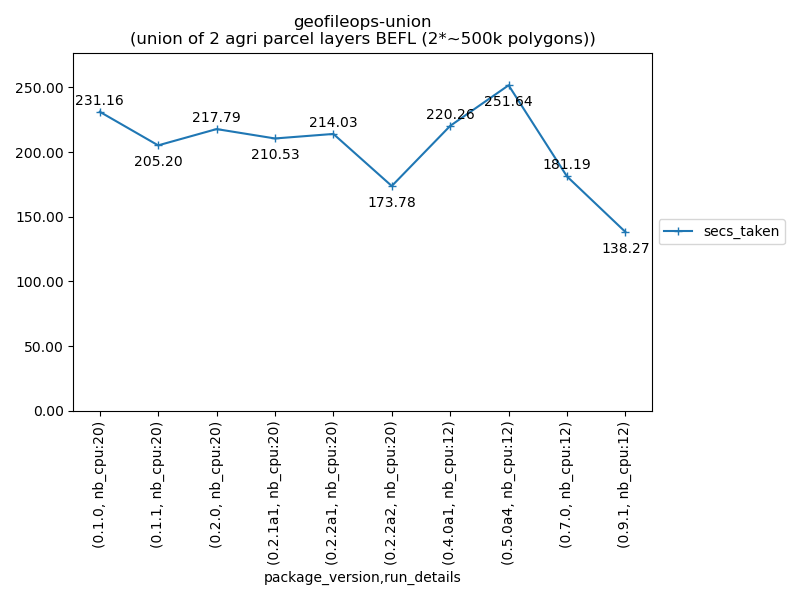 geofileops-union
(union of 2 agri parcel layers BEFL (2*~500k polygons))
250.00
200.00
150.00
100.00
50.00
0.00
231.16
205.20
217.79
210.53
214.03
173.78
220.26
251.64
181.19
138.27
secs_taken
(0.1.0, nb_cpu:20)
(0.1.1, nb_cpu:20)
(0.2.0, nb_cpu:20)
(0.2.1a1, nb_cpu:20)
(0.2.2a1, nb_cpu:20)
(0.2.2a2, nb_cpu:20)
(0.4.0a1, nb_cpu:12)
(0.5.0a4, nb_cpu:12)
(0.7.0, nb_cpu:12)
(0.9.1, nb_cpu:12)
package_version,run_details